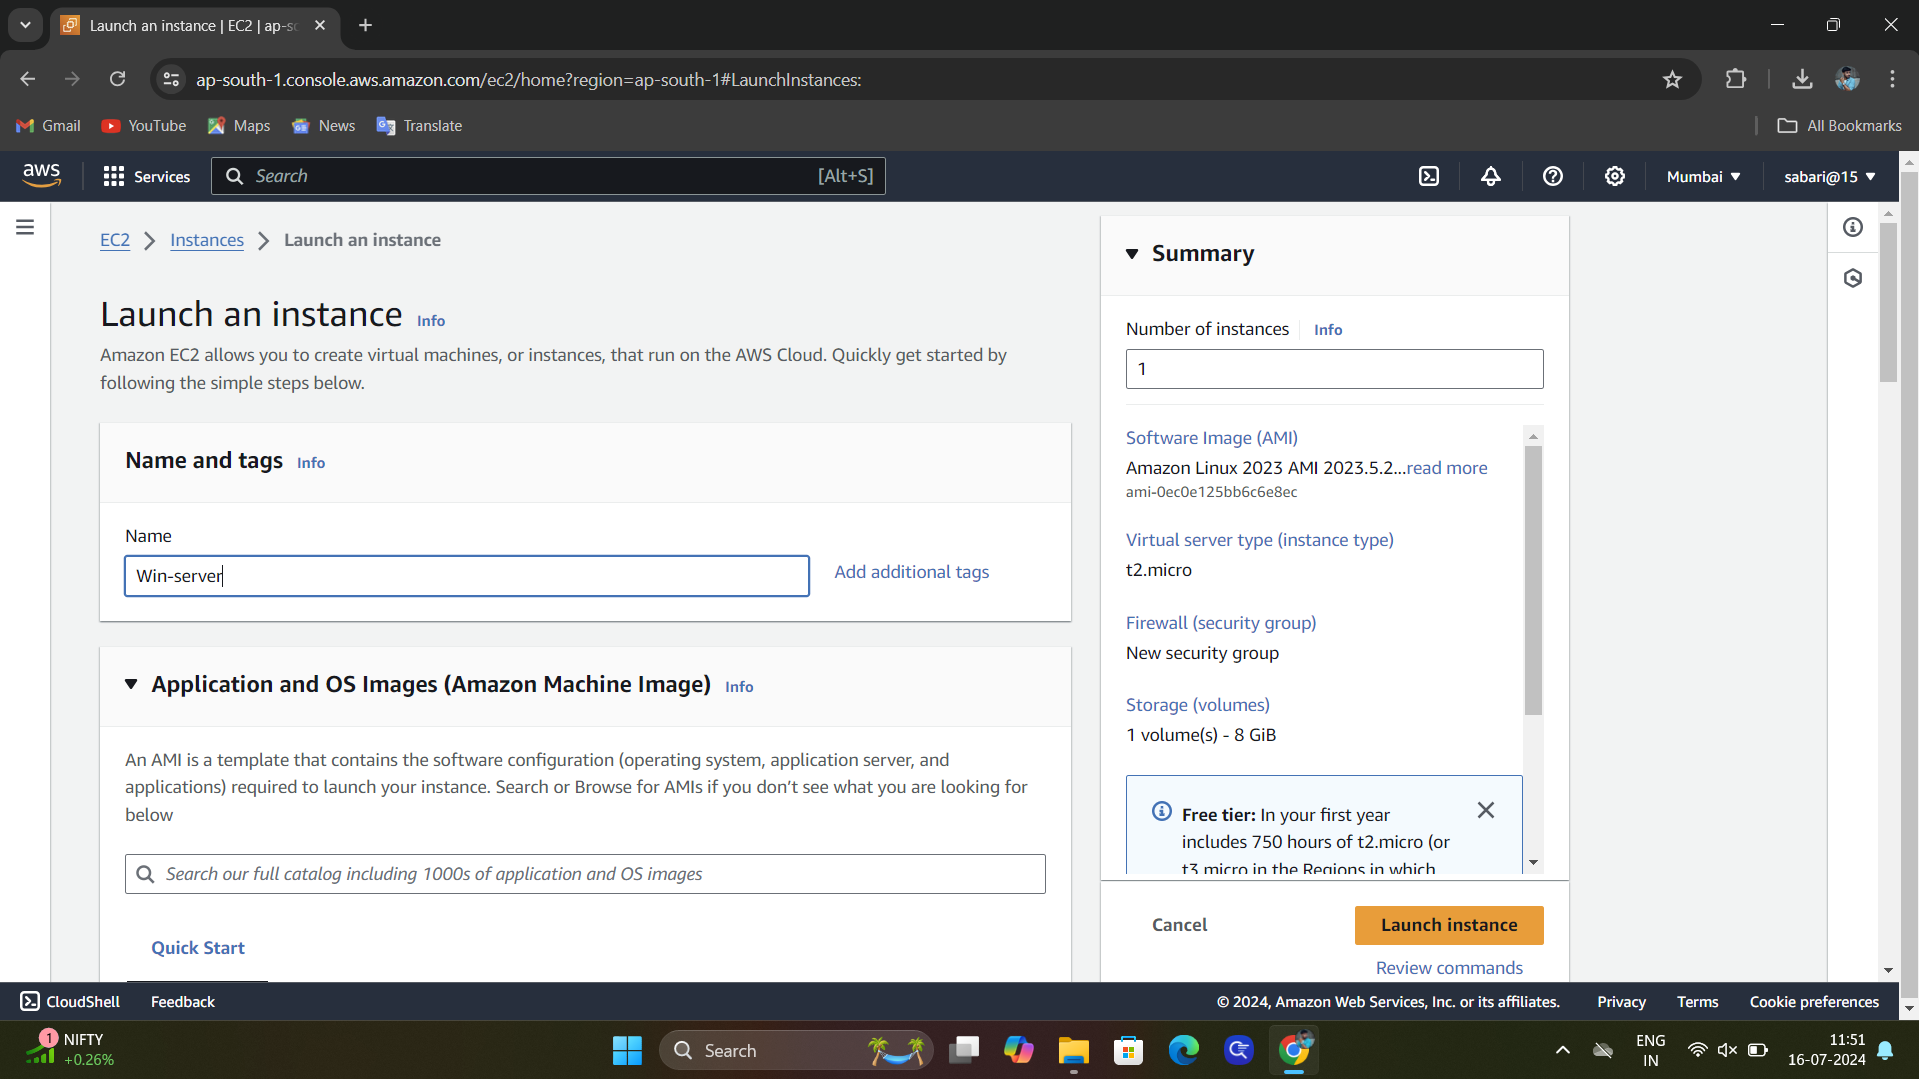 Launch an instance | EC2 | ap-so
ap-south-1.console.aws.amazon.com/ec2/home?region=ap-south-1#LaunchInstances:
Gmail
YouTube
Maps
News
Translate
All Bookmarks
aws
Services
Search
[Alt+S]
Mumbai
sabari@15
EC2
Instances
Launch an instance
Launch an instance Info
Amazon EC2 allows you to create virtual machines, or instances, that run on the AWS Cloud. Quickly get started by
following the simple steps below.
Name and tags Info
Name
Win-server
Add additional tags
Application and OS Images (Amazon Machine Image) Info
An AMI is a template that contains the software configuration (operating system, application server, and
applications) required to launch your instance. Search or Browse for AMIs if you don’t see what you are looking for
below
Search our full catalog including 1000s of application and OS images
Quick Start
Summary
Number of instances Info
1
Software Image (AMI)
Amazon Linux 2023 AMI 2023.5.2...read more
ami-0ec0e125bb6c6e8ec
Virtual server type (instance type)
t2.micro
Firewall (security group)
New security group
Storage (volumes)
1 volume(s) - 8 GiB
Free tier: In your first year
includes 750 hours of t2.micro (or
t3.micro in the Regions in which
Cancel
Launch instance
Review commands
CloudShell
Feedback
© 2024, Amazon Web Services, Inc. or its affiliates.
Privacy
Terms
Cookie preferences
1
NIFTY
+0.26%
Search
ENG
IN
11:51
16-07-2024